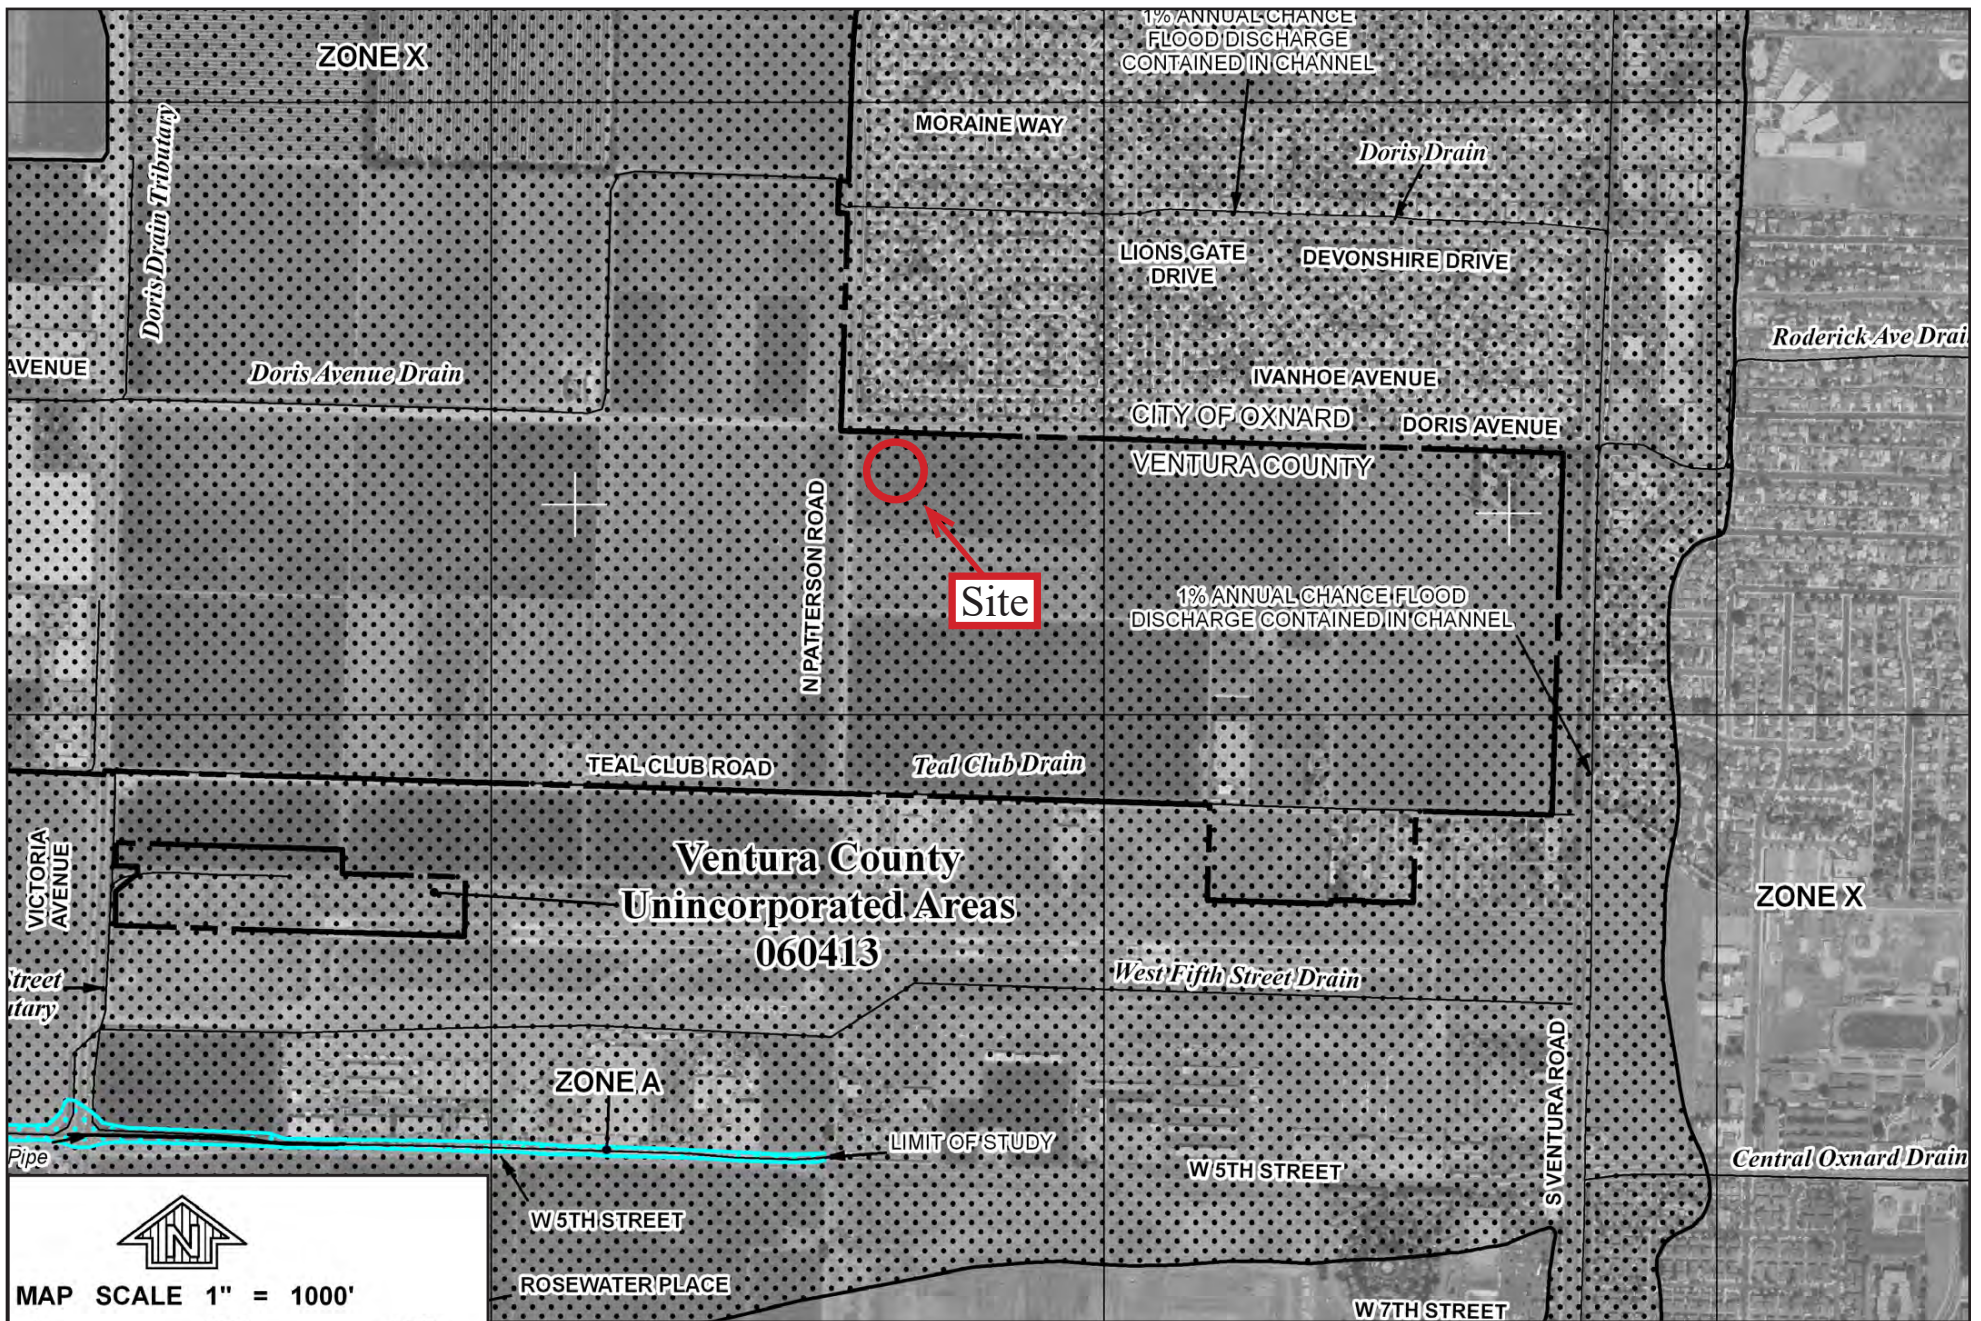 1% ANNUAL CHANCE
FLOOD DISCHARGE
CONTAINED IN CHANNEL
ZONE X
MORAINE WAY
Doris Drain
Doris Drain Tributary
LIONS GATE
DRIVE
DEVONSHIRE DRIVE
Roderick Ave Drai
AVENUE
Doris Avenue Drain
IVANHOE AVENUE
CITY OF OXNARD
DORIS AVENUE
VENTURA COUNTY
N PATTERSON ROAD
Site
1% ANNUAL CHANCE FLOOD
DISCHARGE CONTAINED IN CHANNEL
TEAL CLUB ROAD
Teal Club Drain
VICTORIA
AVENUE
Ventura County
Unincorporated Areas
060413
ZONE X
treet
utary
West Fifth Street Drain
S VENTURA ROAD
ZONE A
LIMIT OF STUDY
Pipe
W 5TH STREET
Central Oxnard Drain
W 5TH STREET
N
ROSEWATER PLACE
MAP SCALE 1" = 1000'
W 7TH STREET